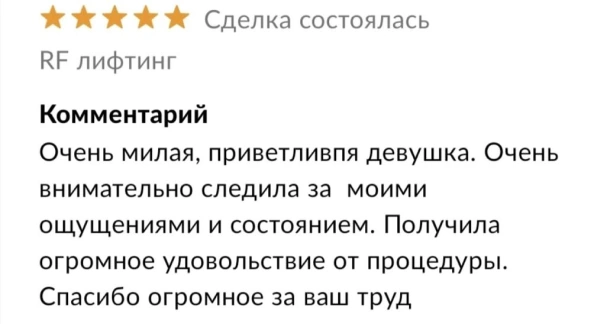 Сделка состоялась
RF лифтинг
Комментарий
Очень милая, приветливпя девушка. Очень
внимательно следила за моими
ощущениями и состоянием. Получила
огромное удовольствие от процедуры.
Спасибо огромное за ваш труд